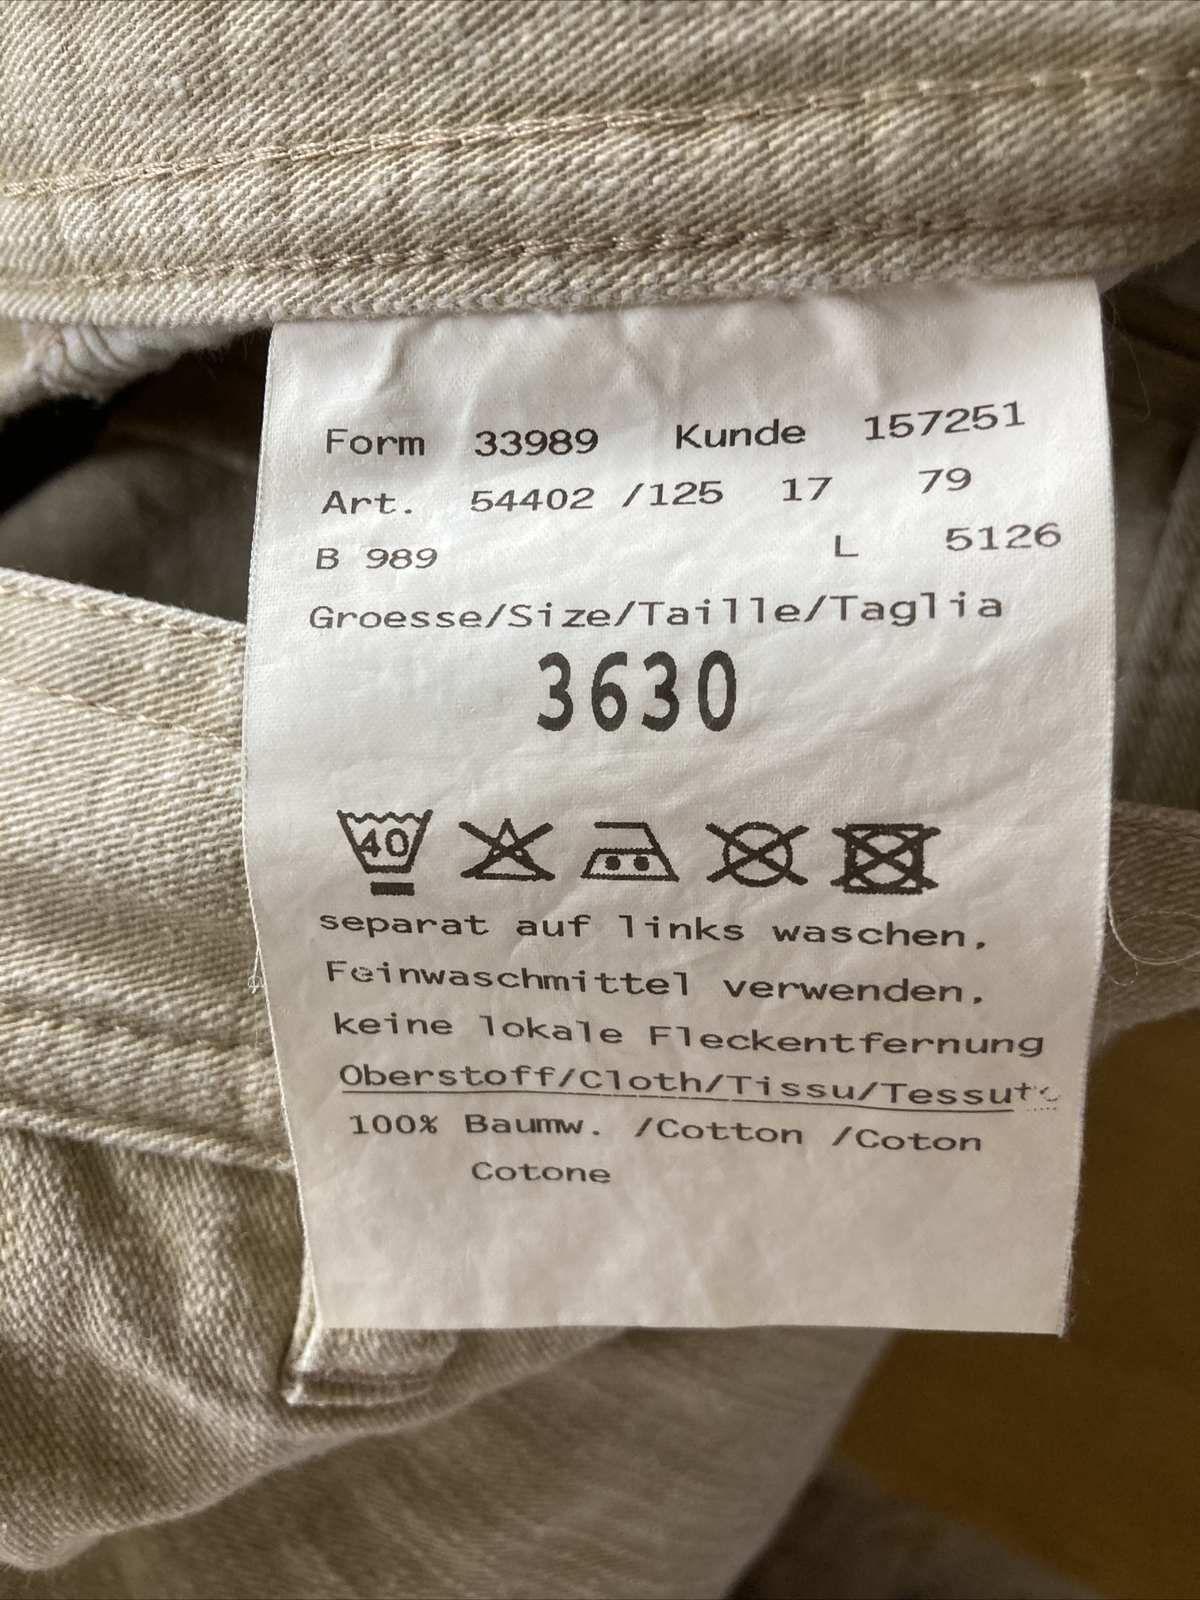 Form 33989 Kunde 157251
Art. 54402 /125 17 79
B 989 L 5126
Groesse/Size/Taille/Taglia
3630
40
separat auf links waschen,
Feinwaschmittel verwenden,
keine lokale Fleckentfernung
Oberstoff/Cloth/Tissu/Tessuto
100% Baumw. /Cotton /Coton
Cotone